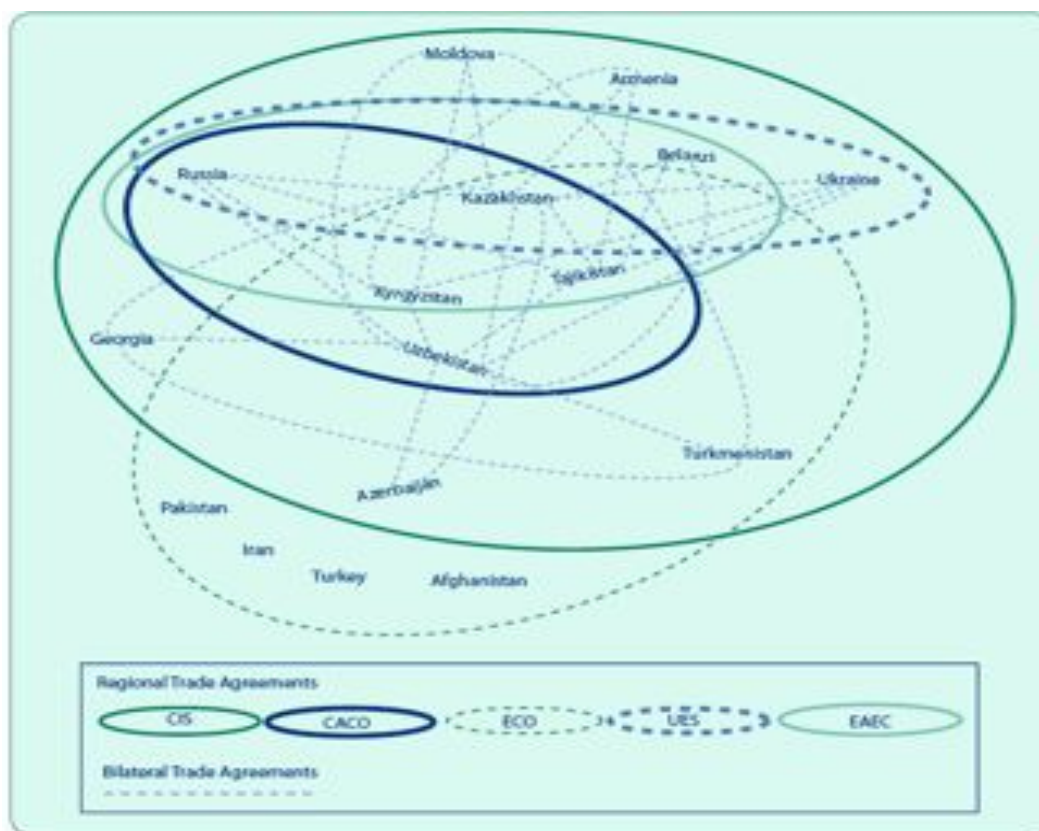 Moldova
Armenia
Belarus
Russia
Ukraine
Kazakhstan
Tajikistan
Kyrgyzstan
Georgia
Uzbekistan
Turkmenistan
Azerbaijan
Pakistan
Iran
Turkey
Afghanistan
Regional Trade Agreements
CIS CACO ECO UES EAEC
Bilateral Trade Agreements